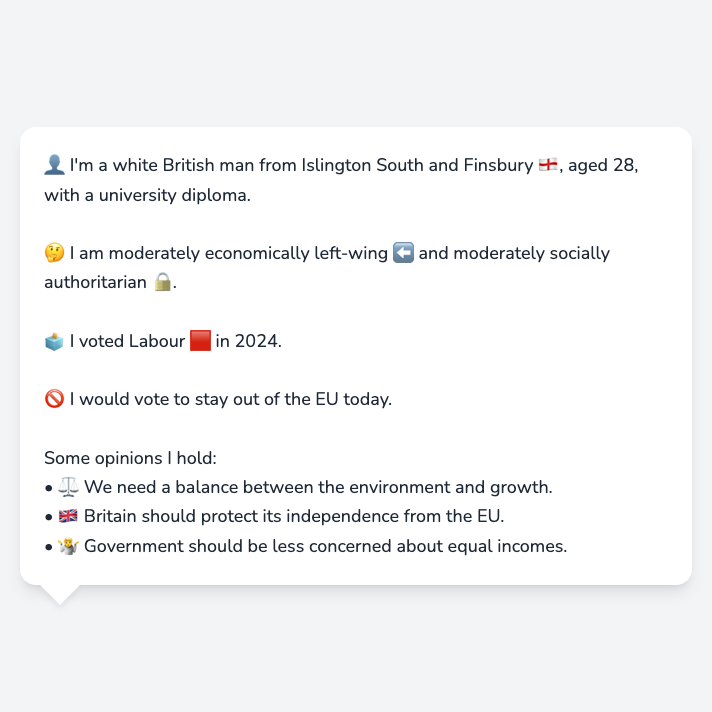 👤 I'm a white British man from Islington South and Finsbury 🏴󠁧󠁢󠁥󠁮󠁧󠁿, aged 28,
with a university diploma.
🤔 I am moderately economically left-wing ⬅️ and moderately socially
authoritarian 🔒.
🗳️ I voted Labour 🟥 in 2024.
🚫 I would vote to stay out of the EU today.
Some opinions I hold:
• ⚖️ We need a balance between the environment and growth.
• 🇬🇧 Britain should protect its independence from the EU.
• 🤷 Government should be less concerned about equal incomes.